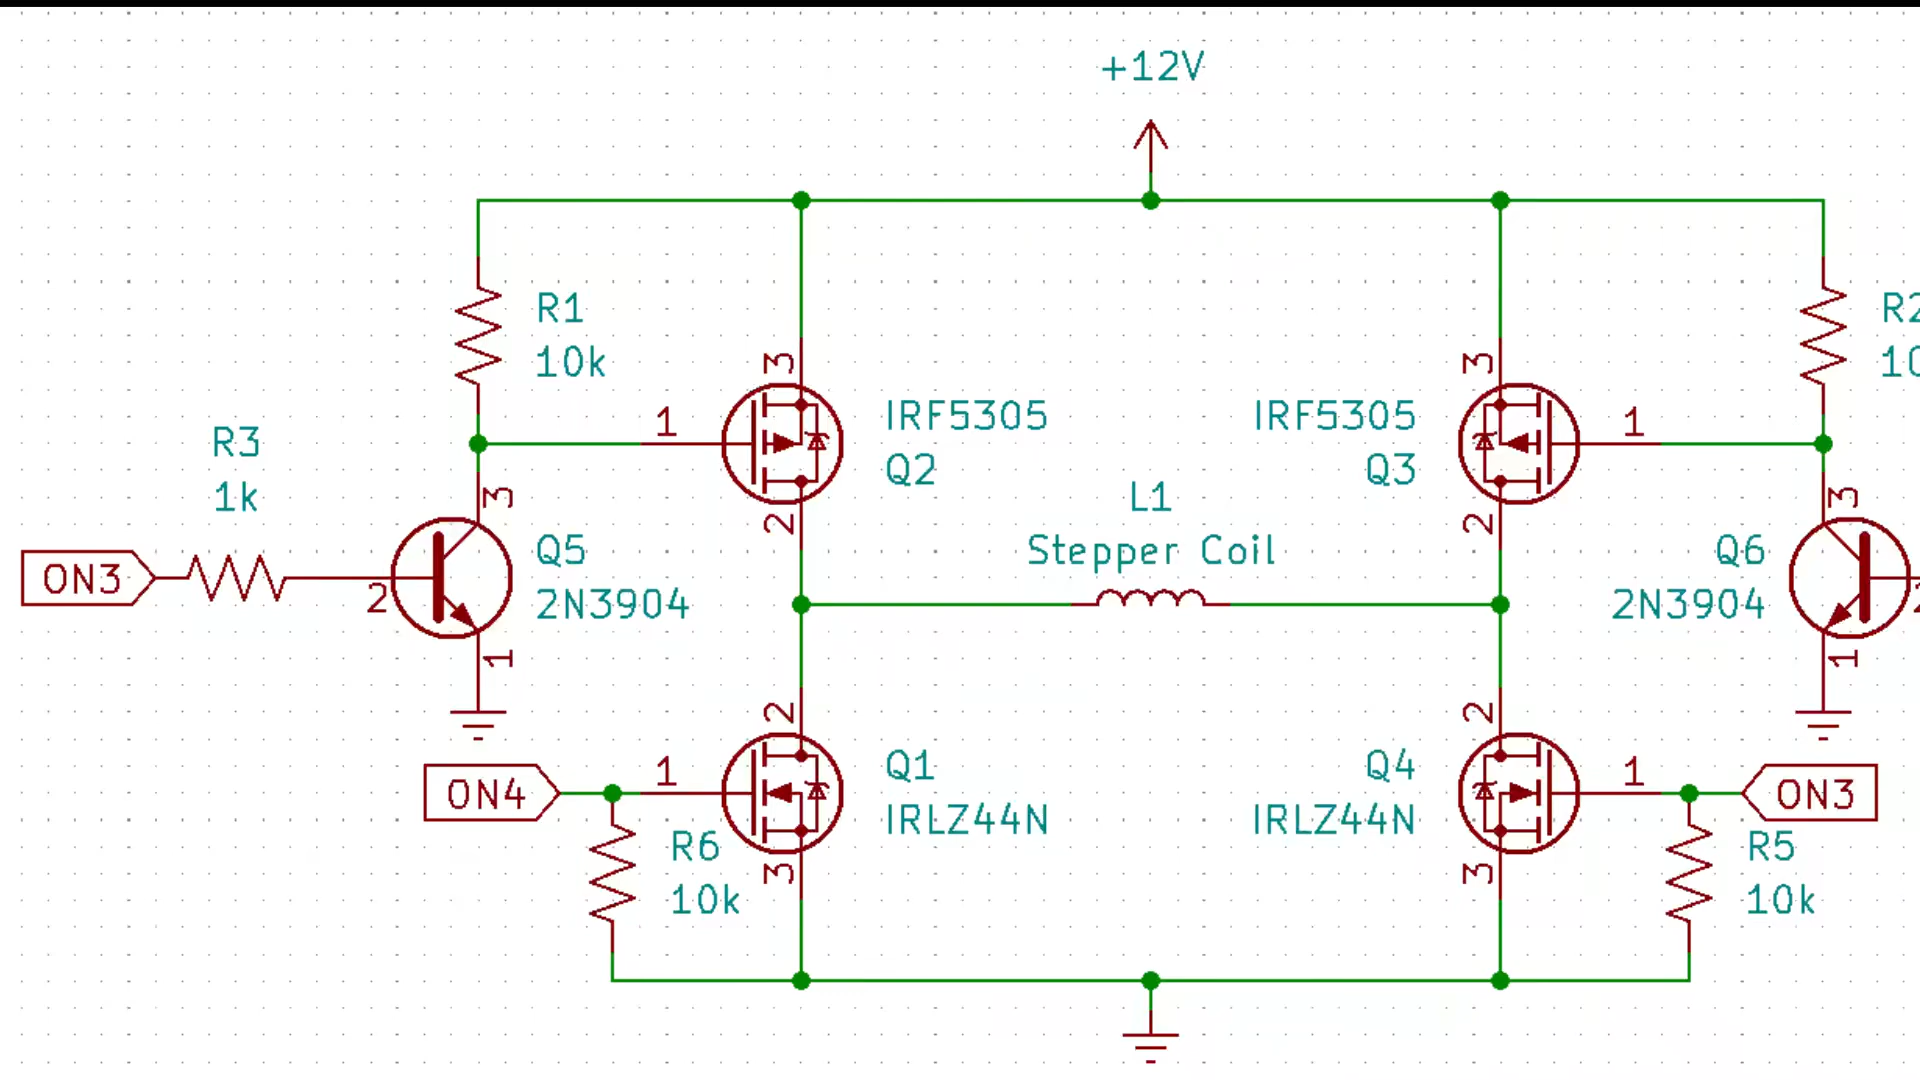 +12V
R1
10k
R2
3
3
1
IRF5305
Q2
IRF5305
Q3
1
R3
1k
3
2
L1
Stepper Coil
2
3
ON3
2
Q5
2N3904
Q6
2N3904
1
1
ON4
1
2
Q1
IRLZ44N
2
Q4
IRLZ44N
1
ON3
R6
10k
3
3
R5
10k